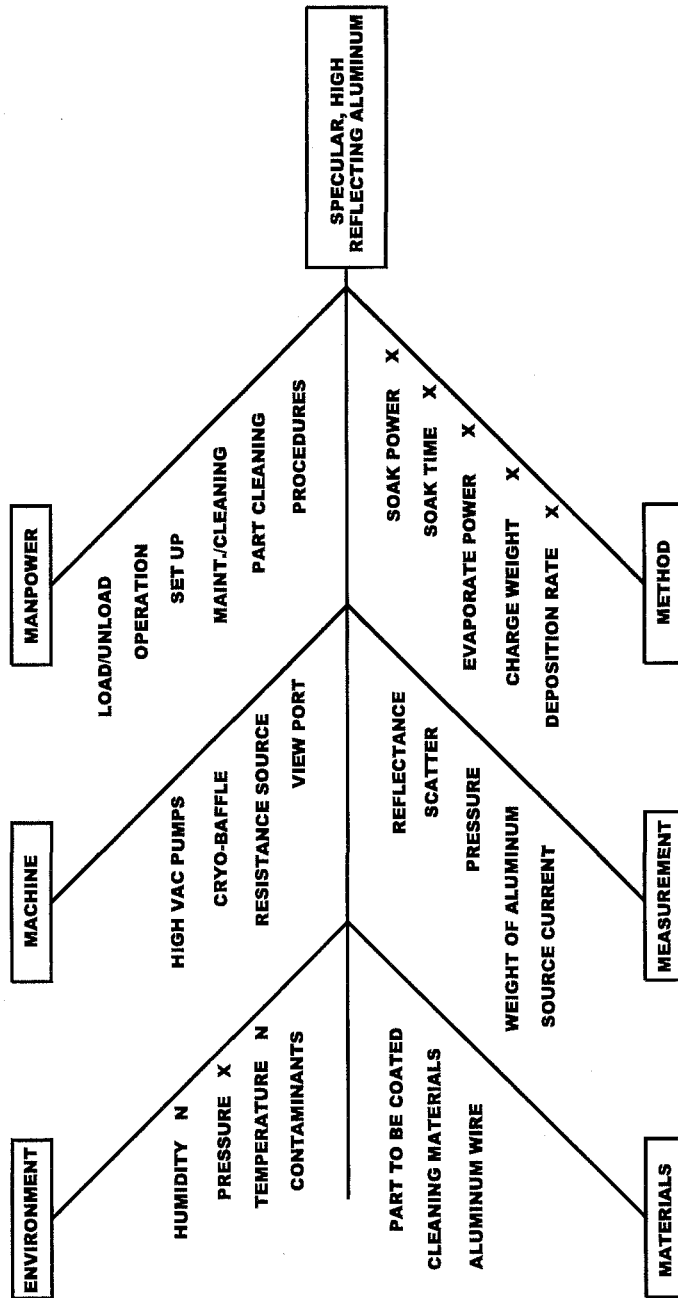 ENVIRONMENT
HUMIDITY N
PRESSURE X
TEMPERATURE N
CONTAMINANTS
MACHINE
HIGH VAC PUMPS
CRYO-BAFFLE
RESISTANCE SOURCE
VIEW PORT
MANPOWER
LOAD/UNLOAD
OPERATION
SET UP
MAINT./CLEANING
PART CLEANING
PROCEDURES
SPECULAR, HIGH
REFLECTING ALUMINUM
PART TO BE COATED
CLEANING MATERIALS
ALUMINUM WIRE
MATERIALS
REFLECTANCE
SCATTER
PRESSURE
WEIGHT OF ALUMINUM
SOURCE CURRENT
MEASUREMENT
SOAK POWER X
SOAK TIME X
EVAPORATE POWER X
CHARGE WEIGHT X
DEPOSITION RATE X
METHOD